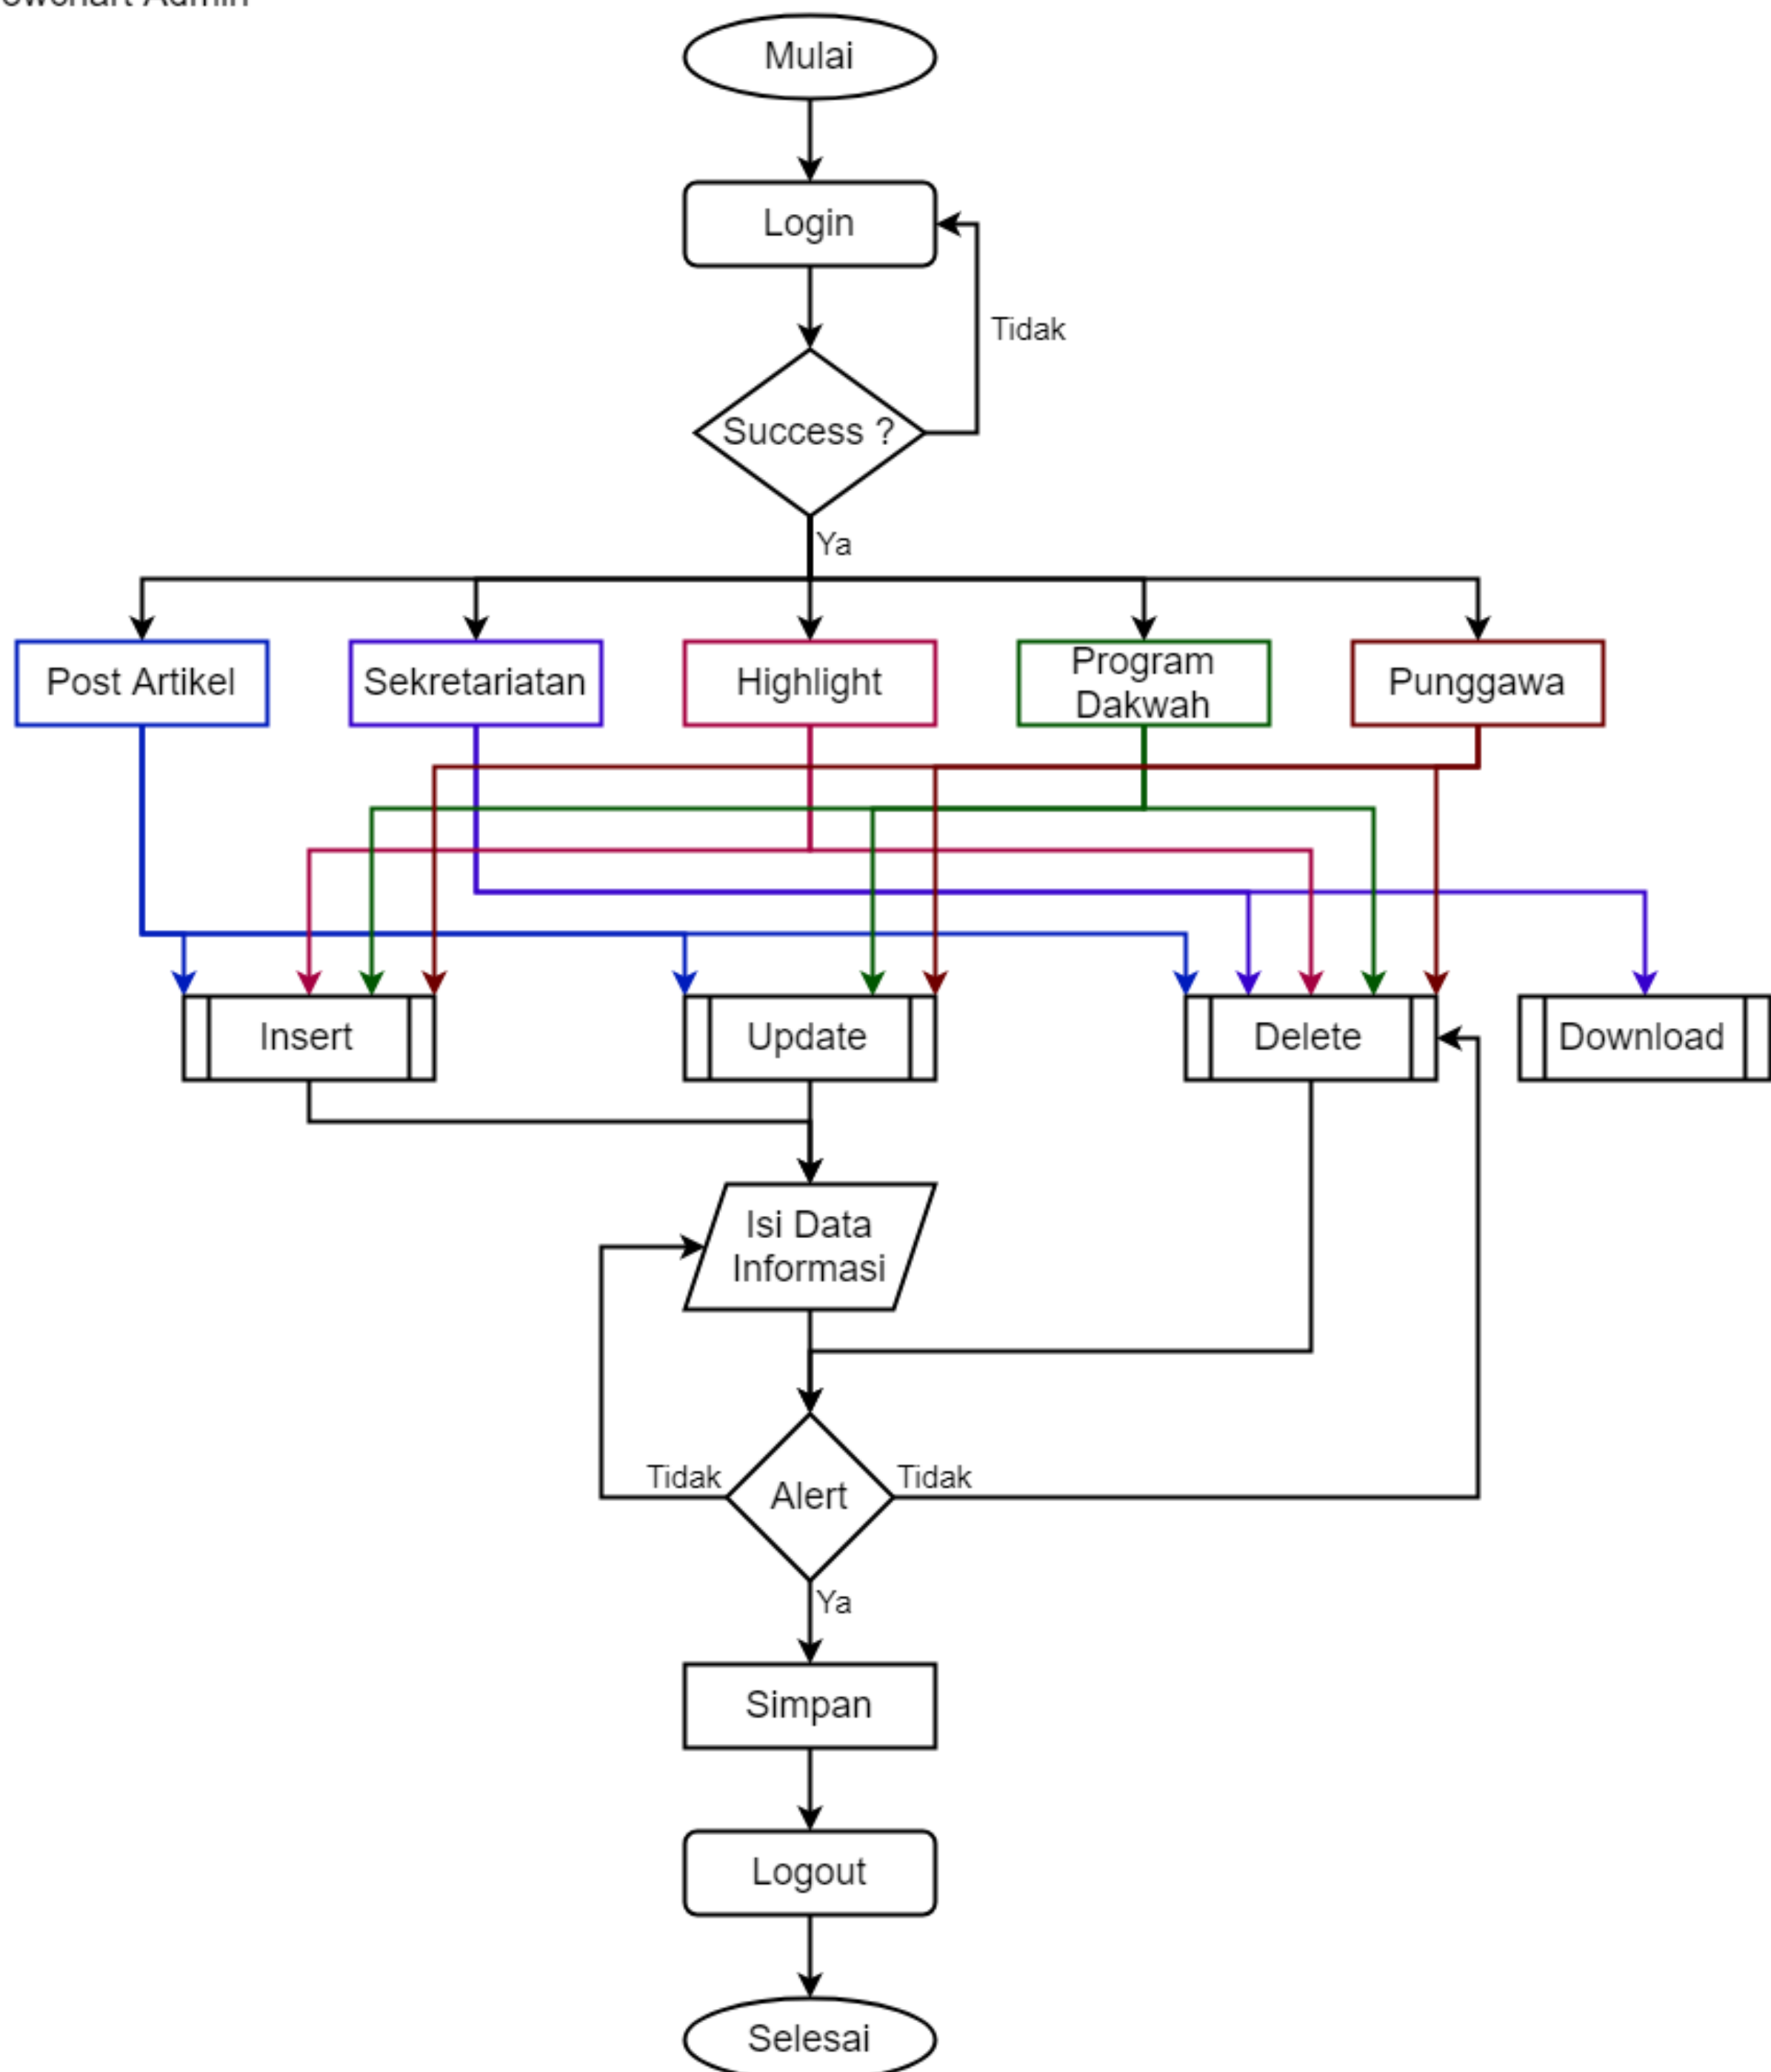 Mulai
Login
Tidak
Success ?
Ya
Post Artikel
Sekretariatan
Highlight
Program
Dakwah
Punggawa
Insert
Update
Delete
Download
Isi Data
Informasi
Tidak
Alert
Tidak
Ya
Simpan
Logout
Selesai